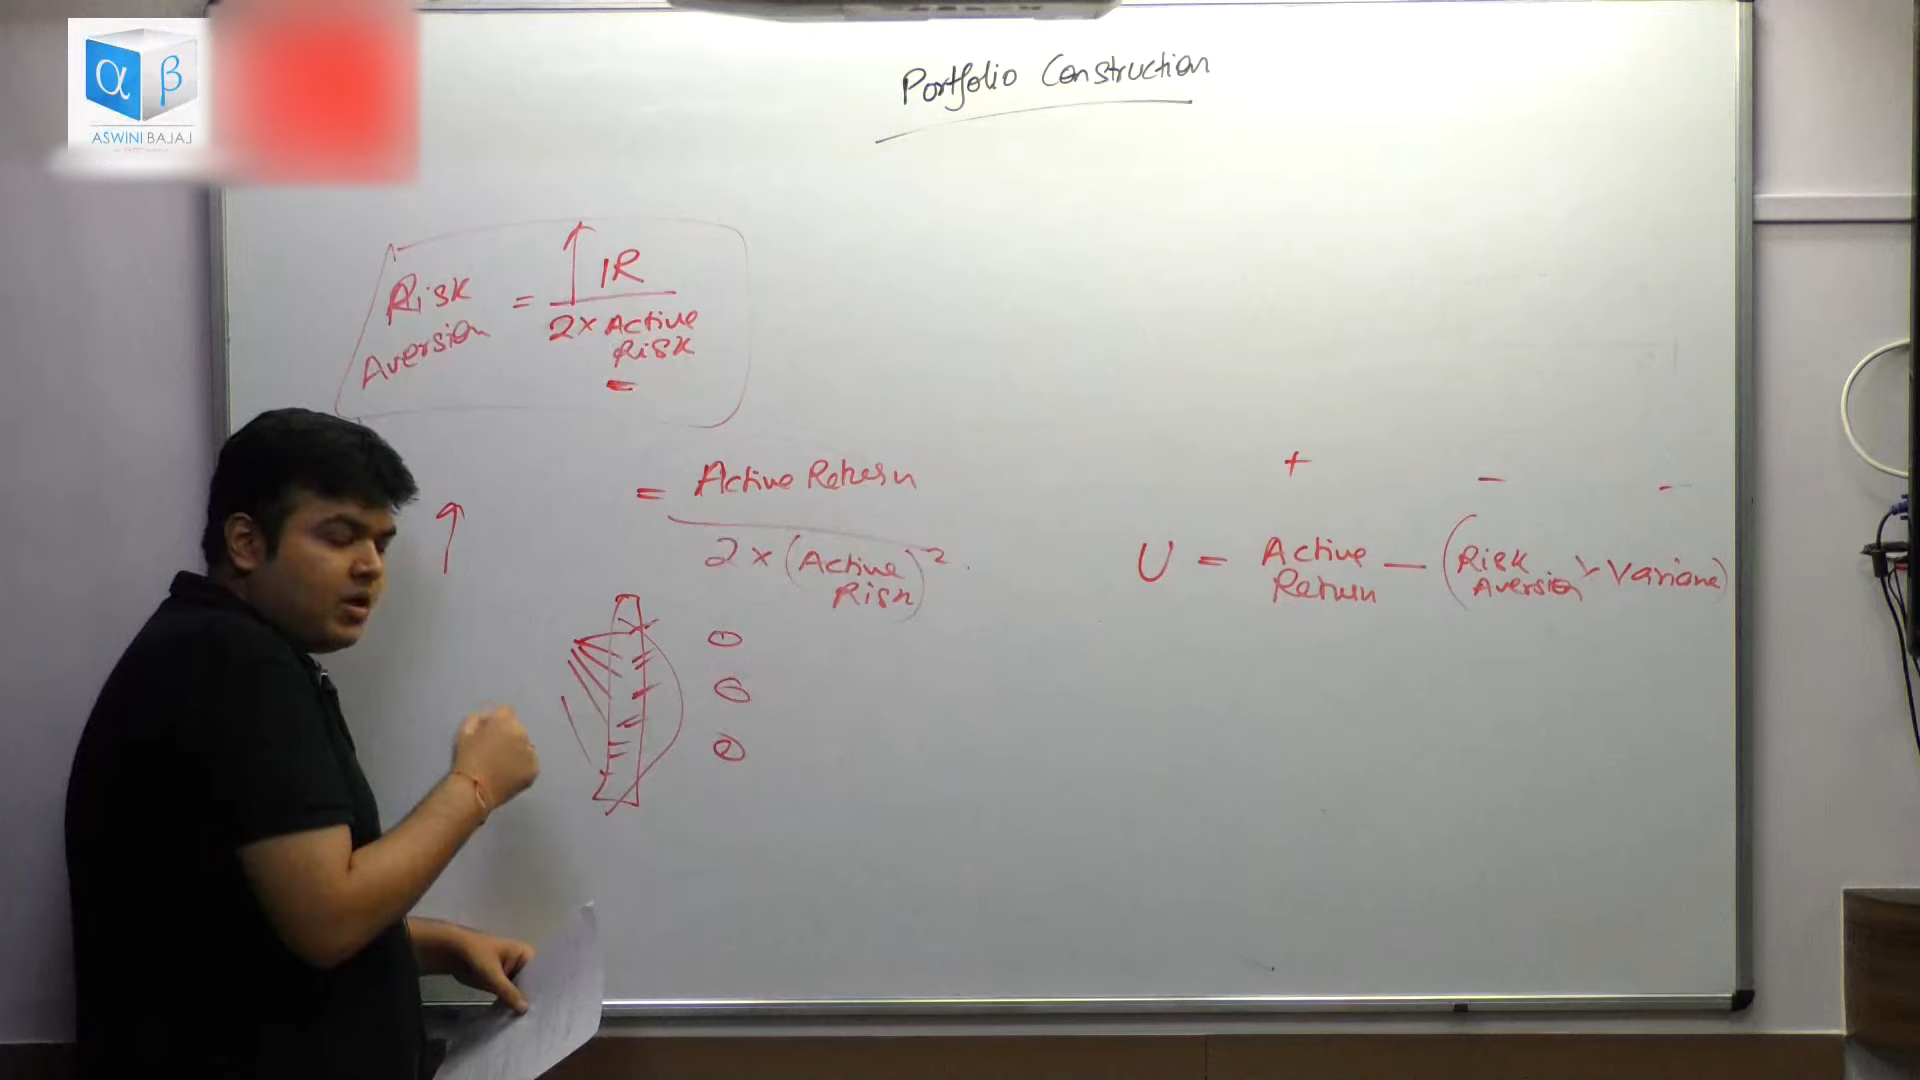 α β
ASWINI BAJAJ
Portfolio Construction
Risk Aversion = IR
2 × Active Risk
= Active Return
2 × (Active Risk)²
+ - -
U = Active Return - (Risk Aversion × Variance)
①
②